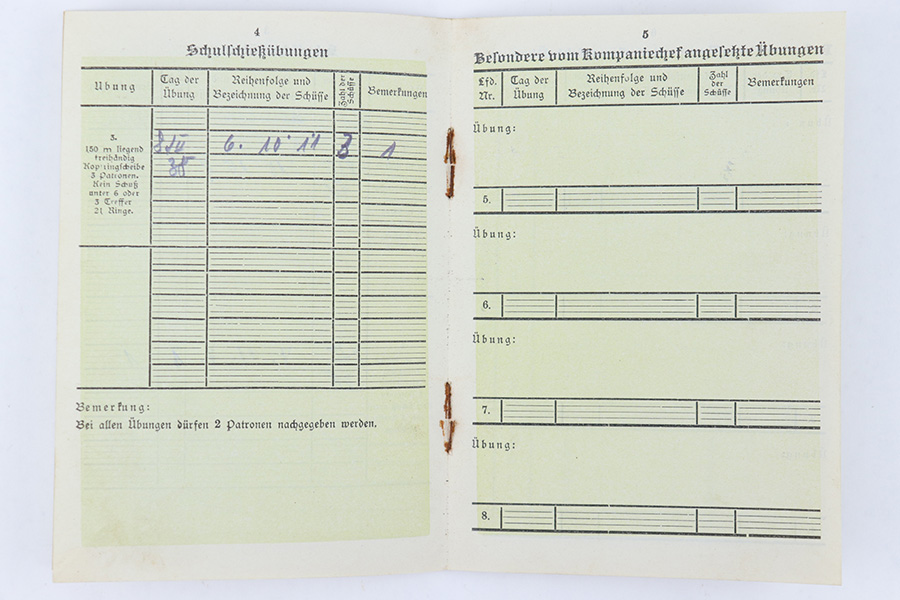 4
Schulschießübungen
Übung
Tag der
Übung
Reihenfolge und
Bezeichnung der Schüsse
Zahl der
Schüsse
Bemerkungen
3.
150 m liegend
freihändig
3 Patronen.
Kein Schuß
unter 6 oder
3 Treffer
21 Ringe.
38
6. 10 11 3 1
Bemerkung:
Bei allen Übungen dürfen 2 Patronen nachgegeben werden.
5
Besondere vom Kompaniechef angesetzte Übungen
Lfd.
Nr.
Tag der
Übung
Reihenfolge und
Bezeichnung der Schüsse
Zahl
der
Schüsse
Bemerkungen
Übung:
5.
Übung:
6.
Übung:
7.
Übung:
8.